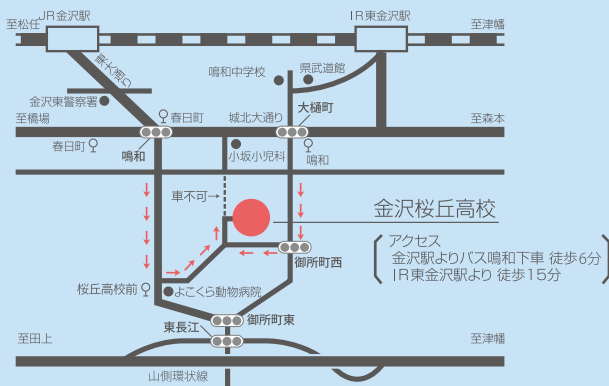 JR金沢駅
IR東金沢駅
至松任
至津幡
東大通り
鳴和中学校
県武道館
金沢東警察署
春日町
城北大通り
大樋町
至橋場
至森本
春日町
鳴和
小坂小児科
鳴和
車不可→
金沢桜丘高校
アクセス
金沢駅よりバス鳴和下車 徒歩6分
IR東金沢駅より 徒歩15分
御所町西
桜丘高校前
よこくら動物病院
御所町東
東長江
至田上
至津幡
山側環状線